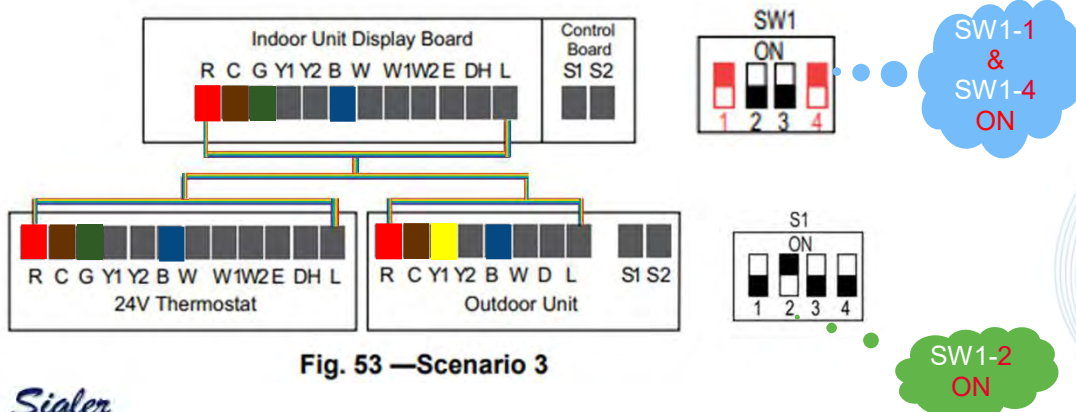 Indoor Unit Display Board
R C G Y1 Y2 B W W1W2 E DH L
Control
Board
S1 S2
SW1
ON
1 2 3 4
SW1-1
&
SW1-4
ON
R C G Y1 Y2 B W W1W2 E DH L
24V Thermostat
R C Y1 Y2 B W D L
S1 S2
Outdoor Unit
S1
ON
1 2 3 4
SW1-2
ON
Fig. 53 —Scenario 3
Sigler